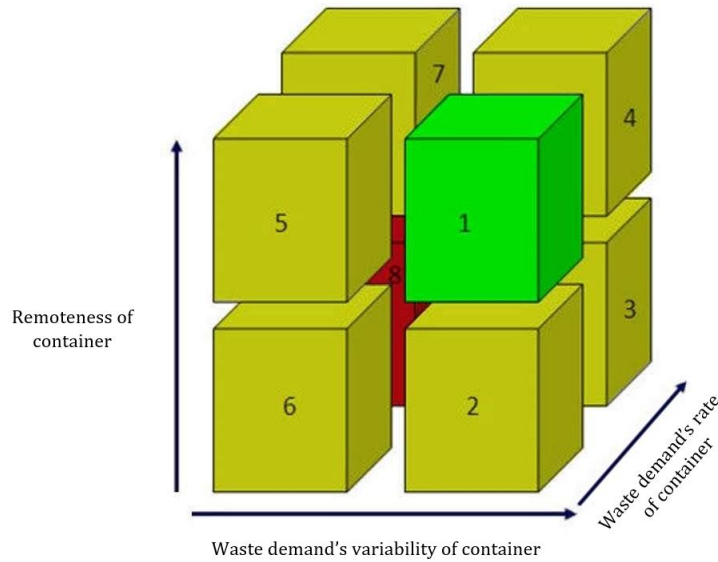 7
4
5
1
8
Remoteness of
container
3
6
2
Waste demand's rate
of container
Waste demand's variability of container